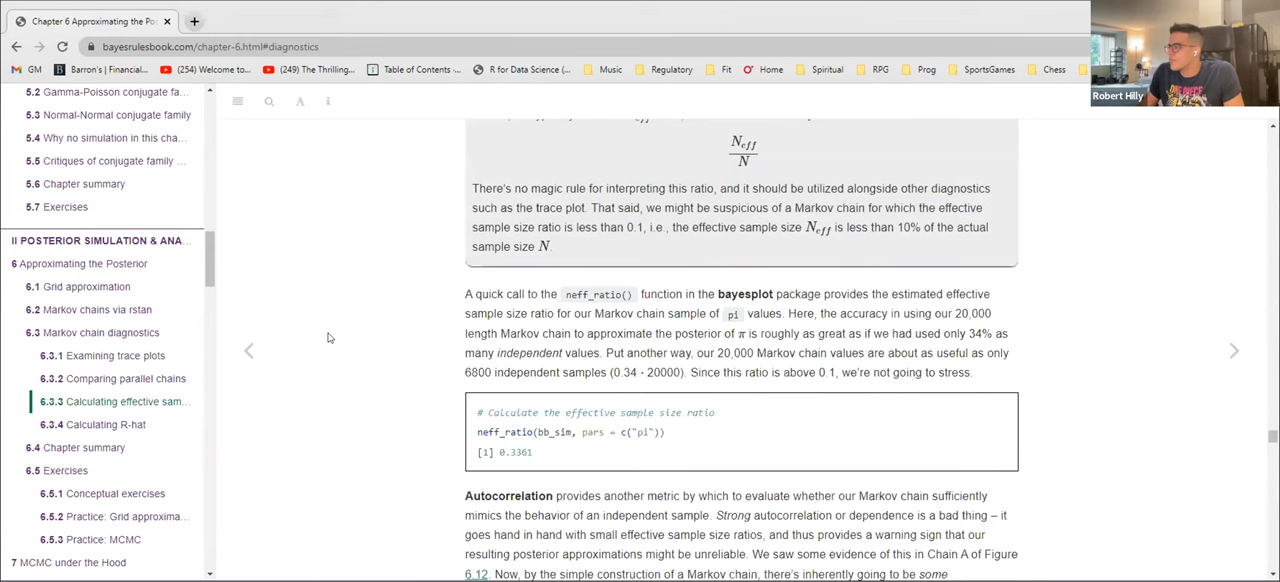 Chapter 6 Approximating the Po:
bayesrulesbook.com/chapter-6.html#diagnostics
GM
Barron's | Financial...
(254) Welcome to...
(249) The Thrilling...
Table of Contents -...
R for Data Science (...
Music
Regulatory
Fit
Home
Spiritual
RPG
Prog
SportsGames
Chess
Robert Hilly
5.2 Gamma-Poisson conjugate fa...
5.3 Normal-Normal conjugate family
5.4 Why no simulation in this cha...
5.5 Critiques of conjugate family ...
5.6 Chapter summary
5.7 Exercises
II POSTERIOR SIMULATION & ANA...
6 Approximating the Posterior
6.1 Grid approximation
6.2 Markov chains via rstan
6.3 Markov chain diagnostics
6.3.1 Examining trace plots
6.3.2 Comparing parallel chains
6.3.3 Calculating effective sam...
6.3.4 Calculating R-hat
6.4 Chapter summary
6.5 Exercises
6.5.1 Conceptual exercises
6.5.2 Practice: Grid approxima...
6.5.3 Practice: MCMC
7 MCMC under the Hood
Neff
N
There's no magic rule for interpreting this ratio, and it should be utilized alongside other diagnostics
such as the trace plot. That said, we might be suspicious of a Markov chain for which the effective
sample size ratio is less than 0.1, i.e., the effective sample size Neff is less than 10% of the actual
sample size N.
A quick call to the neff_ratio() function in the bayesplot package provides the estimated effective
sample size ratio for our Markov chain sample of pi values. Here, the accuracy in using our 20,000
length Markov chain to approximate the posterior of π is roughly as great as if we had used only 34% as
many independent values. Put another way, our 20,000 Markov chain values are about as useful as only
6800 independent samples (0.34 · 20000). Since this ratio is above 0.1, we're not going to stress.
# Calculate the effective sample size ratio
neff_ratio(bb_sim, pars = c("pi"))
[1] 0.3361
Autocorrelation provides another metric by which to evaluate whether our Markov chain sufficiently
mimics the behavior of an independent sample. Strong autocorrelation or dependence is a bad thing – it
goes hand in hand with small effective sample size ratios, and thus provides a warning sign that our
resulting posterior approximations might be unreliable. We saw some evidence of this in Chain A of Figure
6.12. Now, by the simple construction of a Markov chain, there's inherently going to be some